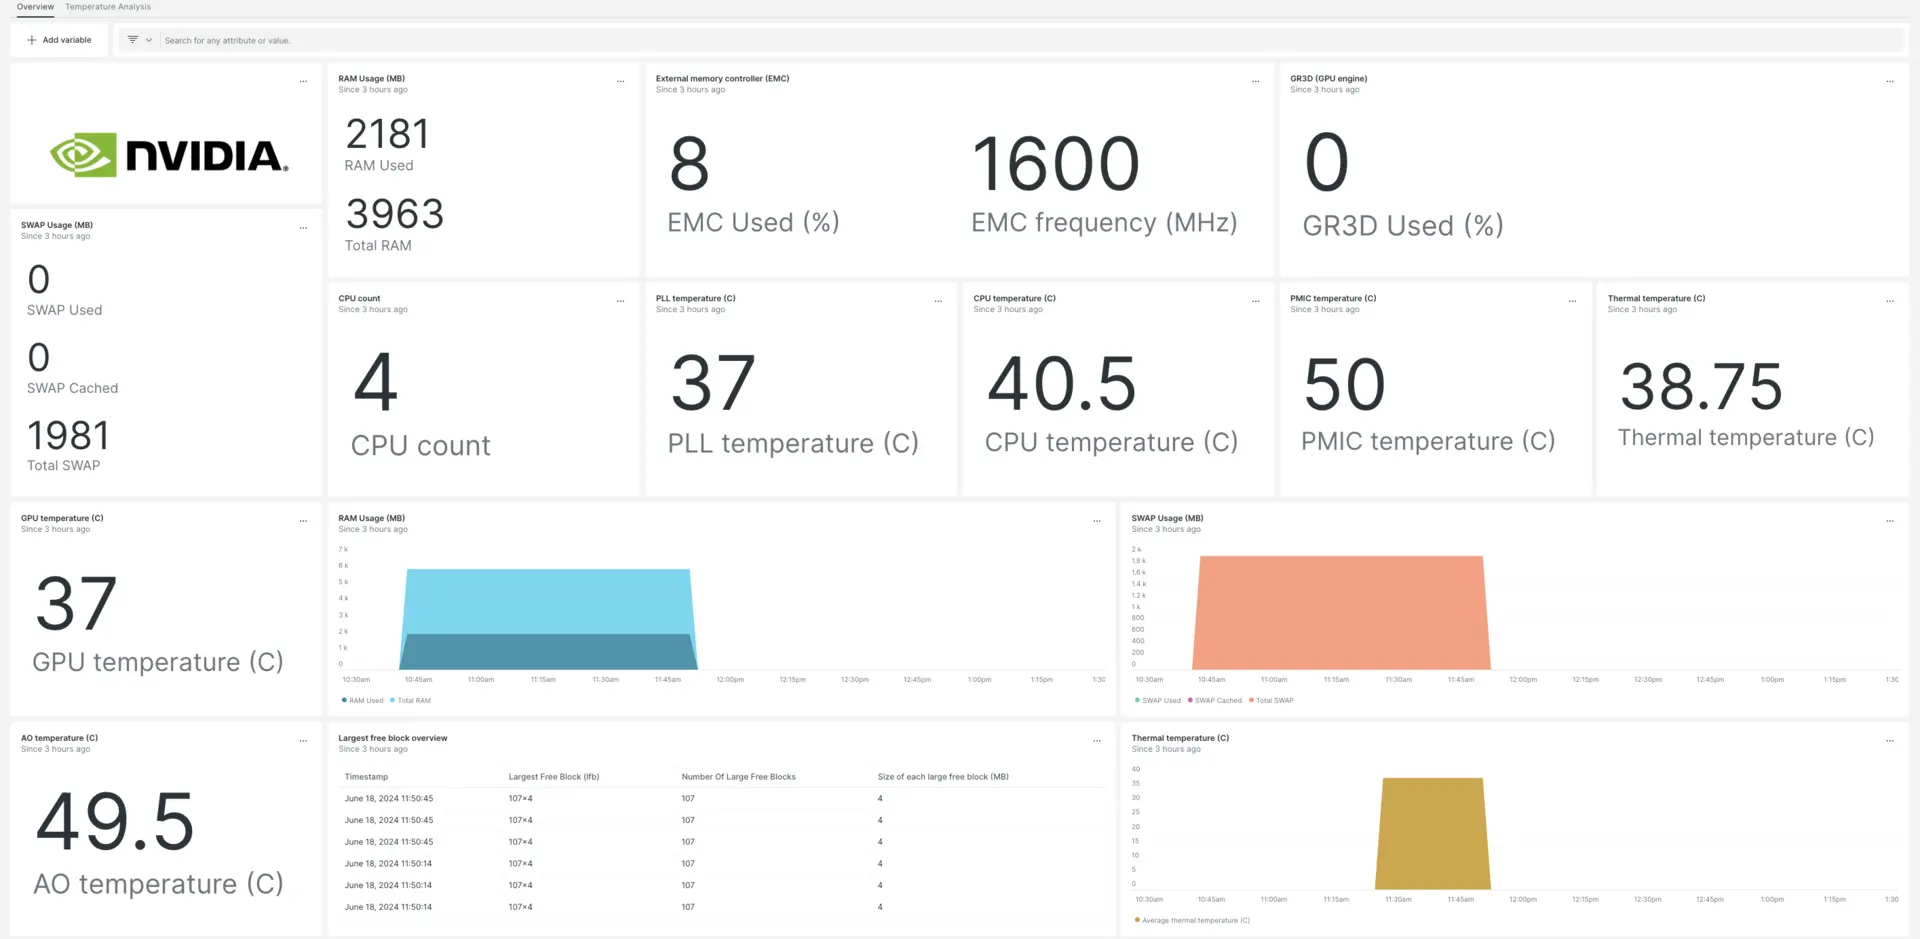 Overview Temperature Analysis
Add variable
Search for any attribute or value.
NVIDIA.
RAM Usage (MB)
Since 3 hours ago
2181
RAM Used
3963
Total RAM
External memory controller (EMC)
Since 3 hours ago
8
EMC Used (%)
1600
EMC frequency (MHz)
GR3D (GPU engine)
Since 3 hours ago
0
GR3D Used (%)
SWAP Usage (MB)
Since 3 hours ago
0
SWAP Used
0
SWAP Cached
1981
Total SWAP
CPU count
Since 3 hours ago
4
CPU count
PLL temperature (C)
Since 3 hours ago
37
PLL temperature (C)
CPU temperature (C)
Since 3 hours ago
40.5
CPU temperature (C)
PMIC temperature (C)
Since 3 hours ago
50
PMIC temperature (C)
Thermal temperature (C)
Since 3 hours ago
38.75
Thermal temperature (C)
GPU temperature (C)
Since 3 hours ago
37
GPU temperature (C)
RAM Usage (MB)
Since 3 hours ago
7 k
6 k
5 k
4 k
3 k
2 k
1 k
0
10:30am 10:45am 11:00am 11:15am 11:30am 11:45am 12:00pm 12:15pm 12:30pm 12:45pm 1:00pm 1:15pm 1:30
RAM Used Total RAM
SWAP Usage (MB)
Since 3 hours ago
2 k
1.8 k
1.6 k
1.4 k
1.2 k
1 k
800
600
400
200
0
10:30am 10:45am 11:00am 11:15am 11:30am 11:45am 12:00pm 12:15pm 12:30pm 12:45pm 1:00pm 1:15pm 1:30
SWAP Used SWAP Cached Total SWAP
AO temperature (C)
Since 3 hours ago
49.5
AO temperature (C)
Largest free block overview
Since 3 hours ago
Timestamp Largest Free Block (lfb) Number Of Large Free Blocks Size of each large free block (MB)
June 18, 2024 11:50:45 107x4 107 4
June 18, 2024 11:50:45 107x4 107 4
June 18, 2024 11:50:45 107x4 107 4
June 18, 2024 11:50:14 107x4 107 4
June 18, 2024 11:50:14 107x4 107 4
June 18, 2024 11:50:14 107x4 107 4
Thermal temperature (C)
Since 3 hours ago
40
35
30
25
20
15
10
5
0
10:30am 10:45am 11:00am 11:15am 11:30am 11:45am 12:00pm 12:15pm 12:30pm 12:45pm 1:00pm 1:15pm 1:30
Average thermal temperature (C)